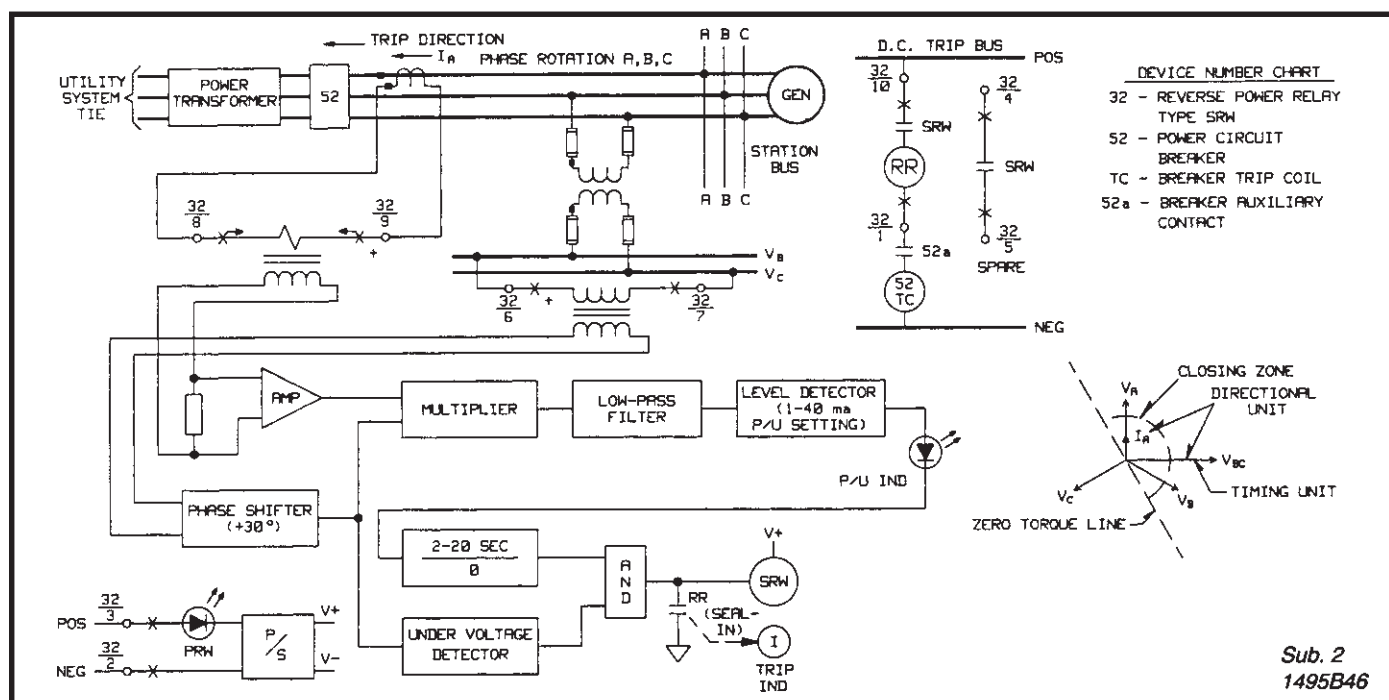 TRIP DIRECTION
I_A PHASE ROTATION A,B,C
A B C
UTILITY
SYSTEM
TIE
POWER
TRANSFORMER
52
GEN
STATION
BUS
A B C
32
8
32
9
+
V_B
V_C
32
6
+
32
7
AMP
MULTIPLIER
LOW-PASS
FILTER
LEVEL DETECTOR
(1-40 ma
P/U SETTING)
P/U IND
PHASE SHIFTER
(+30°)
2-20 SEC
0
UNDER VOLTAGE
DETECTOR
A
N
D
V+
SRW
RR
(SEAL-
IN)
I
TRIP
IND
POS
32
3
PRW
NEG
32
2
P/S
V+
V-
D.C. TRIP BUS
POS
32
10
SRW
RR
32
1
52a
52
TC
NEG
32
4
SRW
32
5
SPARE
DEVICE NUMBER CHART
32 - REVERSE POWER RELAY
TYPE SRW
52 - POWER CIRCUIT
BREAKER
TC - BREAKER TRIP COIL
52a - BREAKER AUXILIARY
CONTACT
CLOSING ZONE
DIRECTIONAL
UNIT
V_A
I_A
V_BC
V_C
V_B
TIMING UNIT
ZERO TORQUE LINE
Sub. 2
1495B46